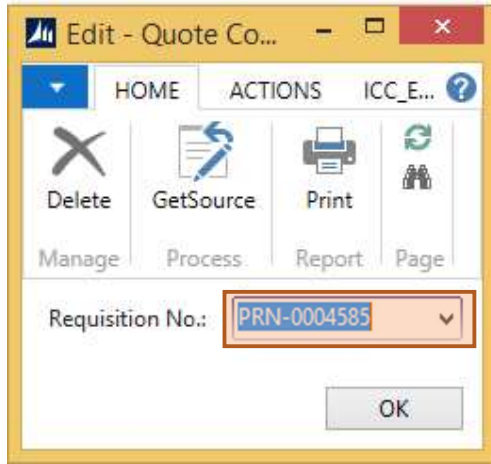 Edit - Quote Co...
HOME ACTIONS ICC_E...
Delete GetSource Print
Manage Process Report Page
Requisition No.: PRN-0004585
OK